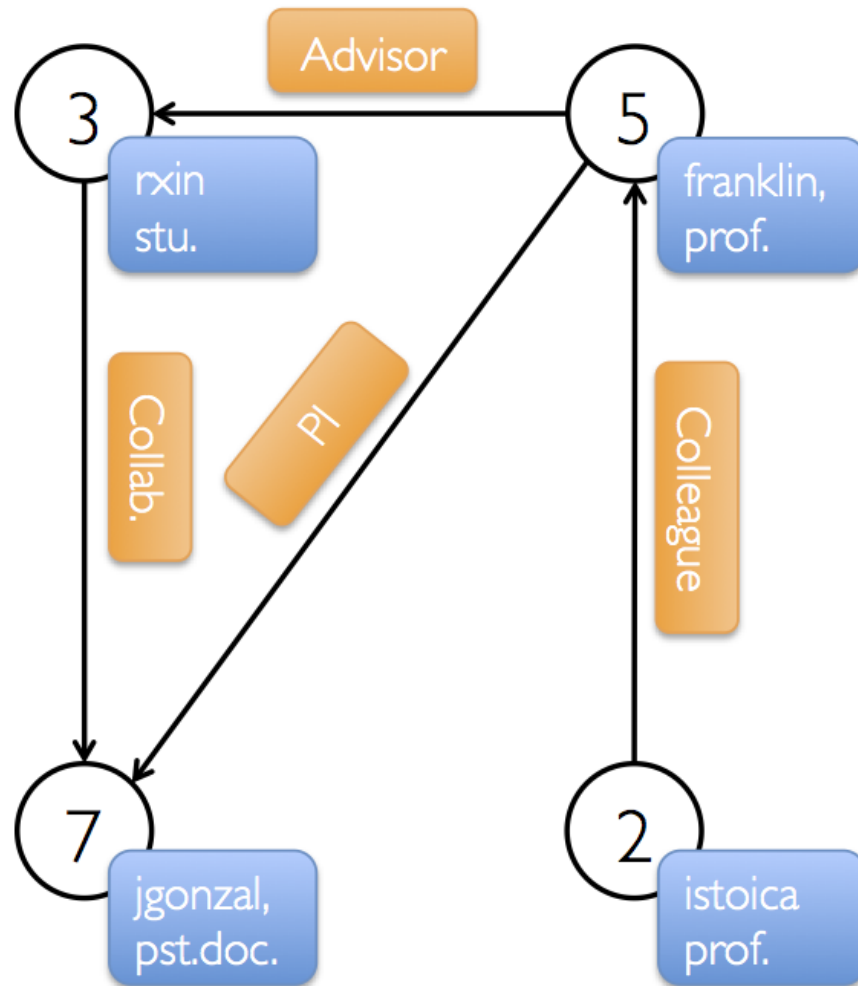 Advisor
3
5
rxin
stu.
franklin,
prof.
Collab.
PI
Colleague
7
2
jgonzal,
pst.doc.
istoica
prof.